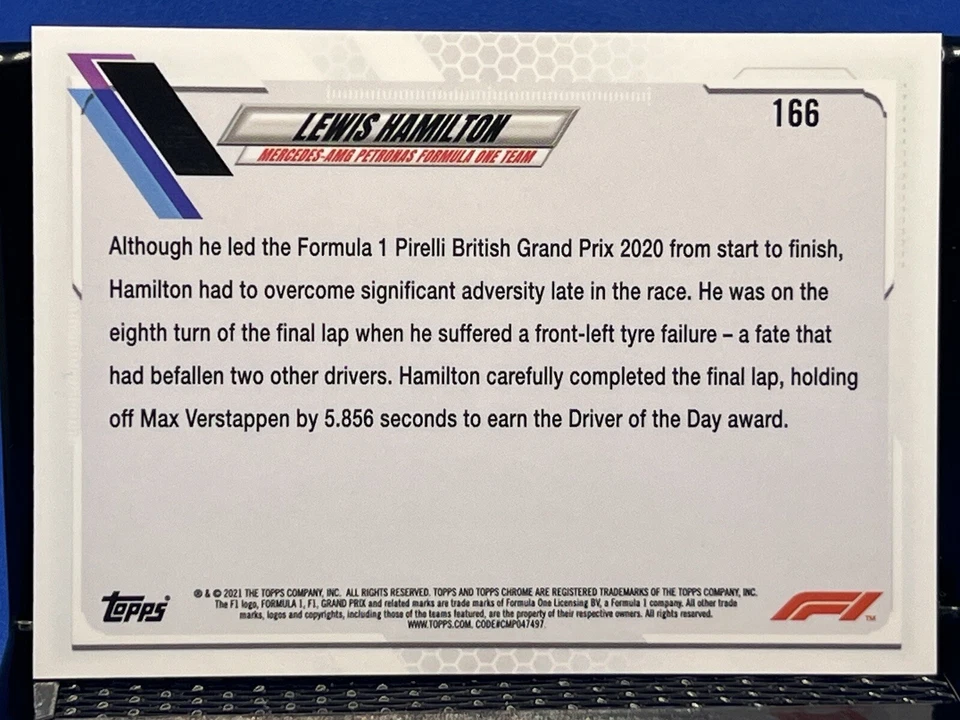 166
LEWIS HAMILTON
MERCEDES-AMG PETRONAS FORMULA ONE TEAM
Although he led the Formula 1 Pirelli British Grand Prix 2020 from start to finish,
Hamilton had to overcome significant adversity late in the race. He was on the
eighth turn of the final lap when he suffered a front-left tyre failure – a fate that
had befallen two other drivers. Hamilton carefully completed the final lap, holding
off Max Verstappen by 5.856 seconds to earn the Driver of the Day award.
topps®
® & © 2021 THE TOPPS COMPANY, INC. ALL RIGHTS RESERVED. TOPPS AND TOPPS CHROME ARE REGISTERED TRADEMARKS OF THE TOPPS COMPANY, INC.
The F1 logo, FORMULA 1, F1, GRAND PRIX and related marks are trade marks of Formula One Licensing BV, a Formula 1 company. All other trade
marks, logos and copyrights, including those of the teams featured, are the property of their respective owners. All rights reserved.
WWW.TOPPS.COM. CODE#CMP047497.
F1™